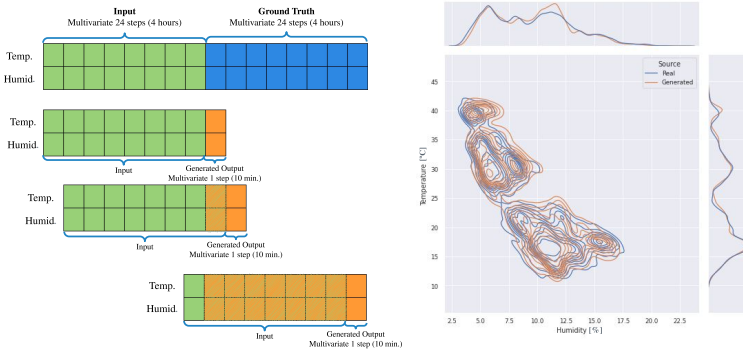 Input
Multivariate 24 steps (4 hours)
Ground Truth
Multivariate 24 steps (4 hours)
Temp.
Humid.
Temp.
Humid.
Input
Generated Output
Multivariate 1 step (10 min.)
Temp.
Humid.
Input
Generated Output
Multivariate 1 step (10 min.)
Temp.
Humid.
Input
Generated Output
Multivariate 1 step (10 min.)
Source
Real
Generated
Temperature [°C]
45
40
35
30
25
20
15
10
2.5
5.0
7.5
10.0
12.5
15.0
17.5
20.0
22.5
Humidity [%]